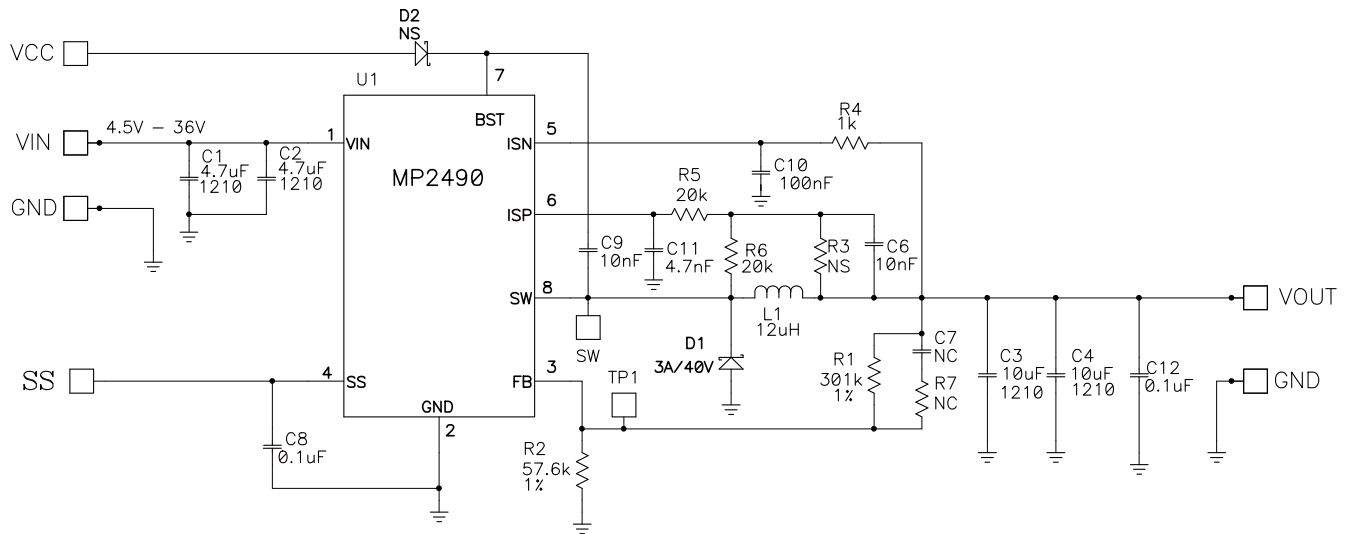 D2
NS
VCC
7
U1
BST
4.5V – 36V
VIN
1
VIN
5
ISN
R4
1k
C1
4.7uF
1210
C2
4.7uF
1210
MP2490
C10
100nF
R5
20k
GND
6
ISP
C9
10nF
C11
4.7nF
R6
20k
R3
NS
C6
10nF
8
SW
VOUT
L1
12uH
SW
D1
3A/40V
C7
NC
R1
301k
1%
R7
NC
C3
10uF
1210
C4
10uF
1210
C12
0.1uF
SS
4
SS
3
FB
TP1
GND
GND
2
C8
0.1uF
R2
57.6k
1%